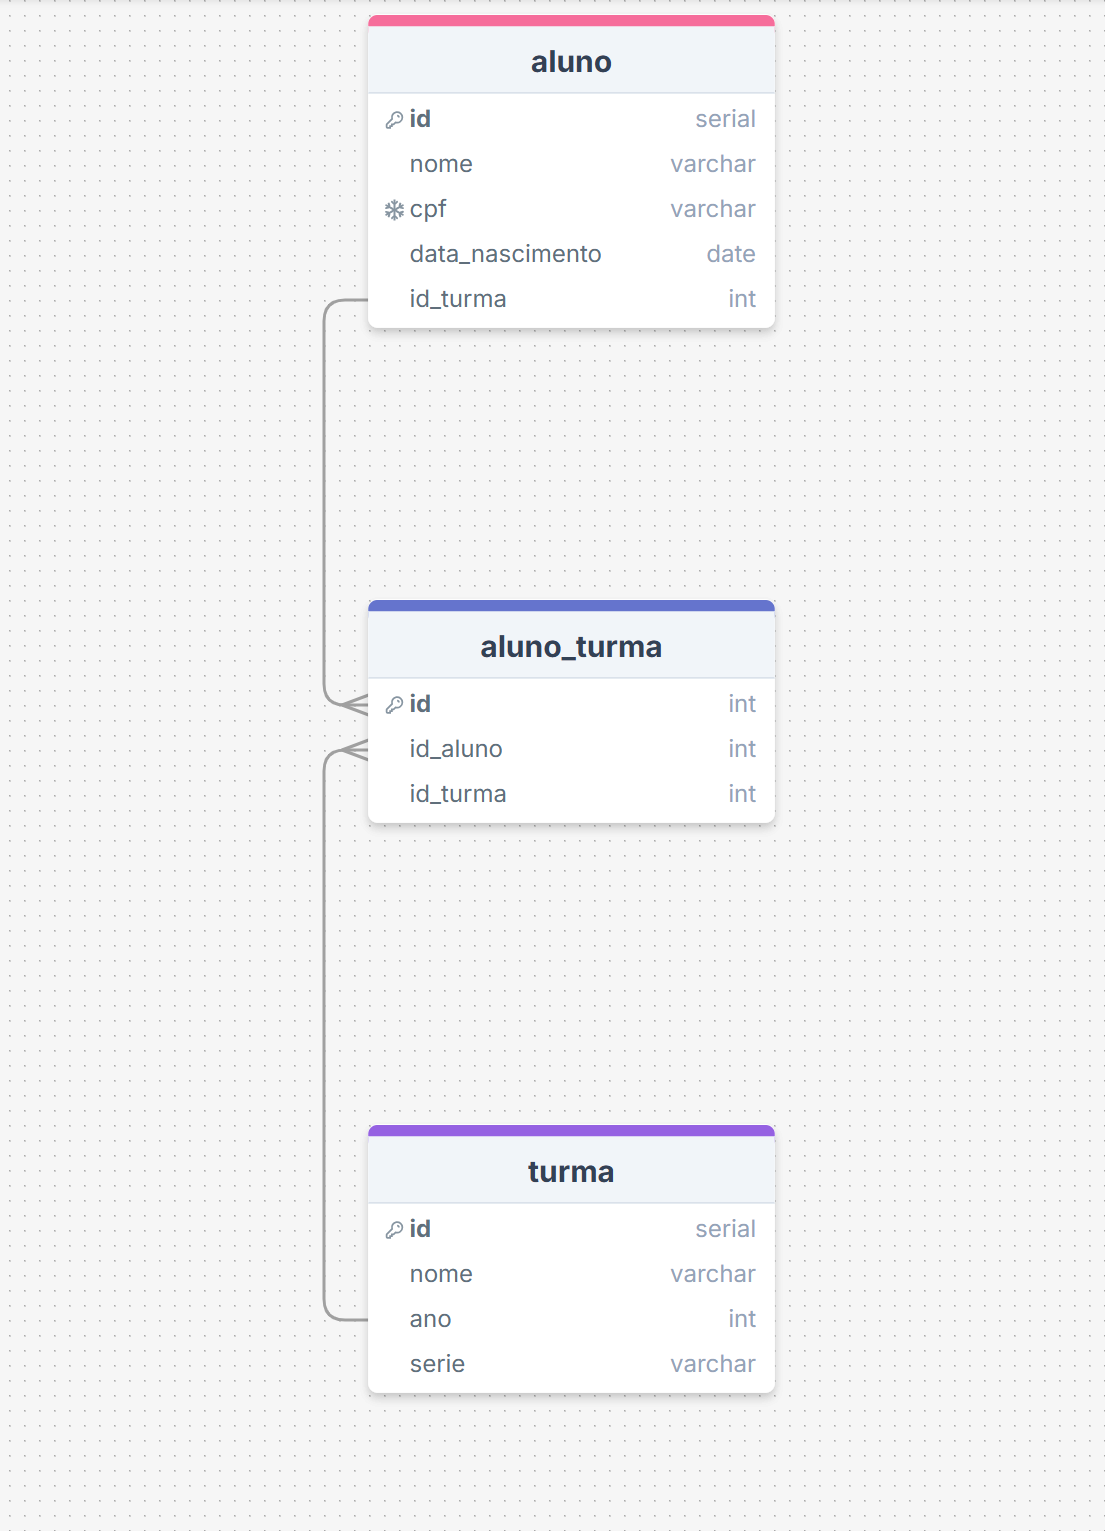 aluno
id serial
nome varchar
cpf varchar
data_nascimento date
id_turma int
aluno_turma
id int
id_aluno int
id_turma int
turma
id serial
nome varchar
ano int
serie varchar